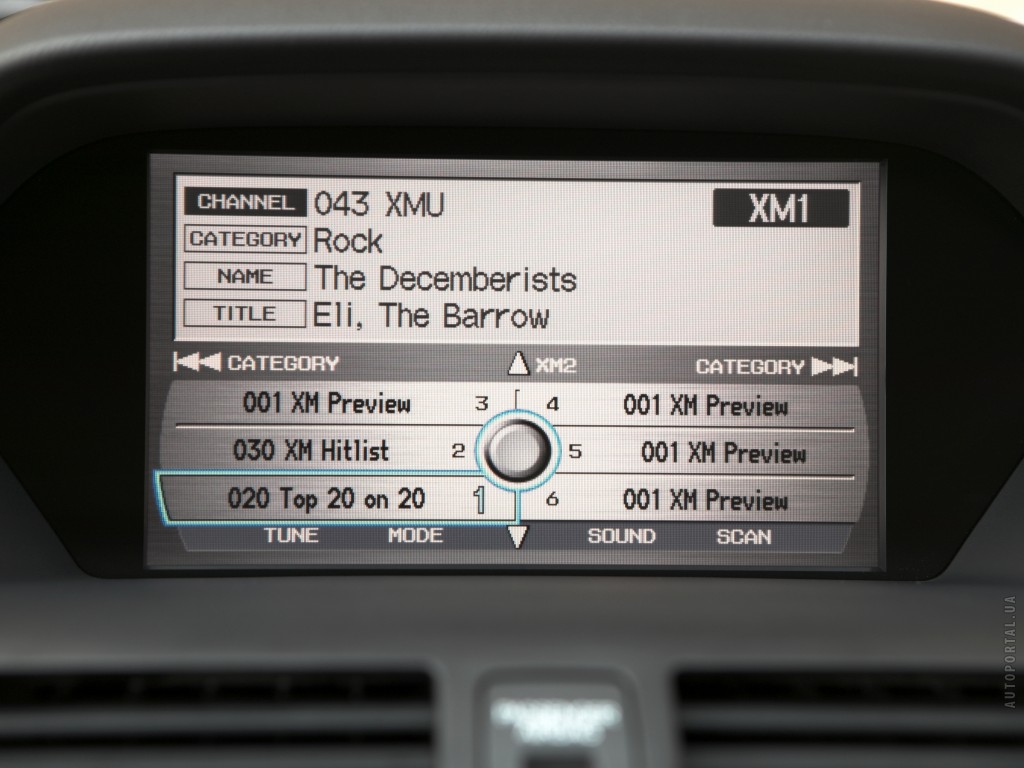 CHANNEL 043 XMU XM1
CATEGORY Rock
NAME The Decemberists
TITLE Eli, The Barrow
CATEGORY XM2 CATEGORY
001 XM Preview 3 4 001 XM Preview
030 XM Hitlist 2 5 001 XM Preview
020 Top 20 on 20 1 6 001 XM Preview
TUNE MODE SOUND SCAN
AUTOPORTAL.UA